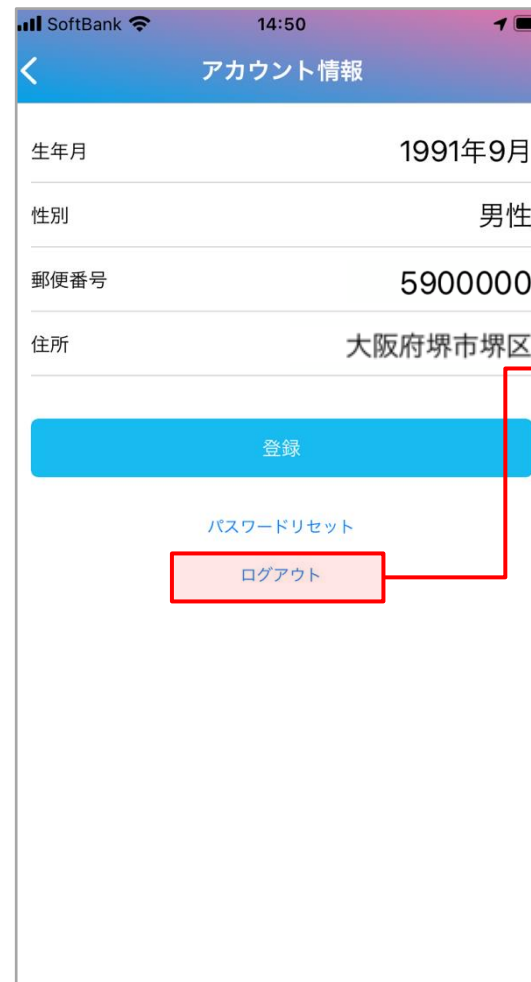 SoftBank 14:50
アカウント情報
生年月 1991年9月
性別 男性
郵便番号 5900000
住所 大阪府堺市堺区
登録
パスワードリセット
ログアウト